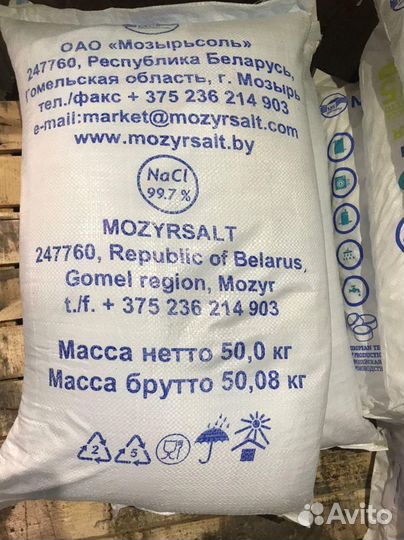 ОАО «Мозырьсоль»
247760, Республика Беларусь,
Гомельская область, г. Мозырь
тел./факс + 375 236 214 903
e-mail:market@mozyrsalt.com
www.mozyrsalt.by
NaCl
99.7 %
MOZYRSALT
247760, Republic of Belarus,
Gomel region, Mozyr
t./f. + 375 236 214 903
Масса нетто 50,0 кг
Масса брутто 50,08 кг
2
5
Avito